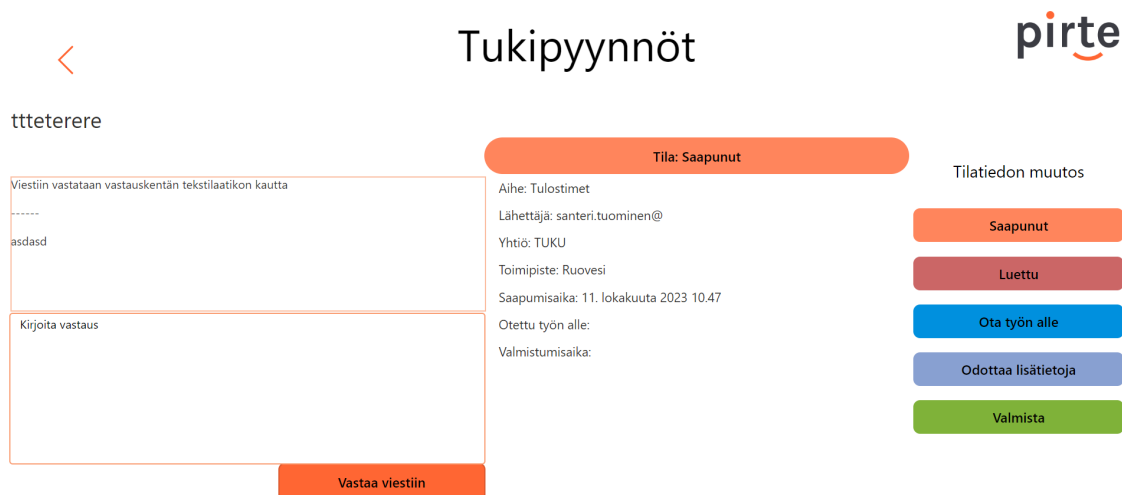 Tukipyynnöt
pirte
ttteterere
Viestiin vastataan vastauskentän tekstilaatikon kautta
------
asdasd
Kirjoita vastaus
Vastaa viestiin
Tila: Saapunut
Aihe: Tulostimet
Lähettäjä: santeri.tuominen@
Yhtiö: TUKU
Toimipiste: Ruovesi
Saapumisaika: 11. lokakuuta 2023 10.47
Otettu työn alle:
Valmistumisaika:
Tilatiedon muutos
Saapunut
Luettu
Ota työn alle
Odottaa lisätietoja
Valmista